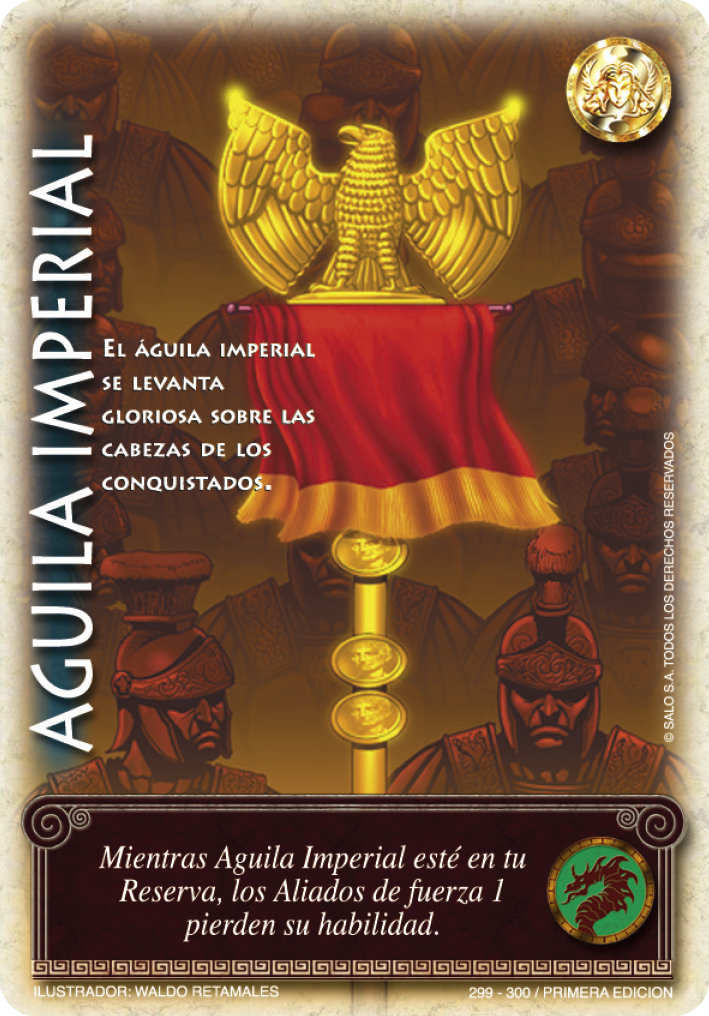 AGUILA IMPERIAL
El águila imperial
se levanta
gloriosa sobre las
cabezas de los
conquistados.
© SALO S.A. TODOS LOS DERECHOS RESERVADOS
Mientras Aguila Imperial esté en tu
Reserva, los Aliados de fuerza 1
pierden su habilidad.
ILUSTRADOR: WALDO RETAMALES
299 - 300 / PRIMERA EDICION